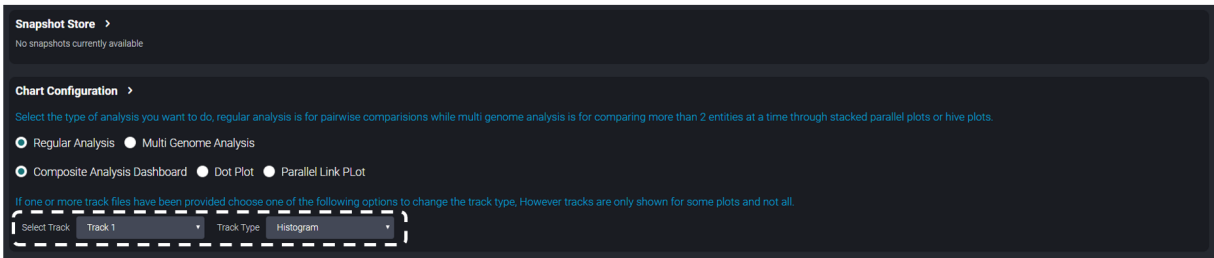 Snapshot Store >
No snapshots currently available
Chart Configuration >
Select the type of analysis you want to do, regular analysis is for pairwise comparisions while multi genome analysis is for comparing more than 2 entities at a time through stacked parallel plots or hive plots.
Regular Analysis Multi Genome Analysis
Composite Analysis Dashboard Dot Plot Parallel Link PLot
If one or more track files have been provided choose one of the following options to change the track type, However tracks are only shown for some plots and not all.
Select Track Track 1 Track Type Histogram